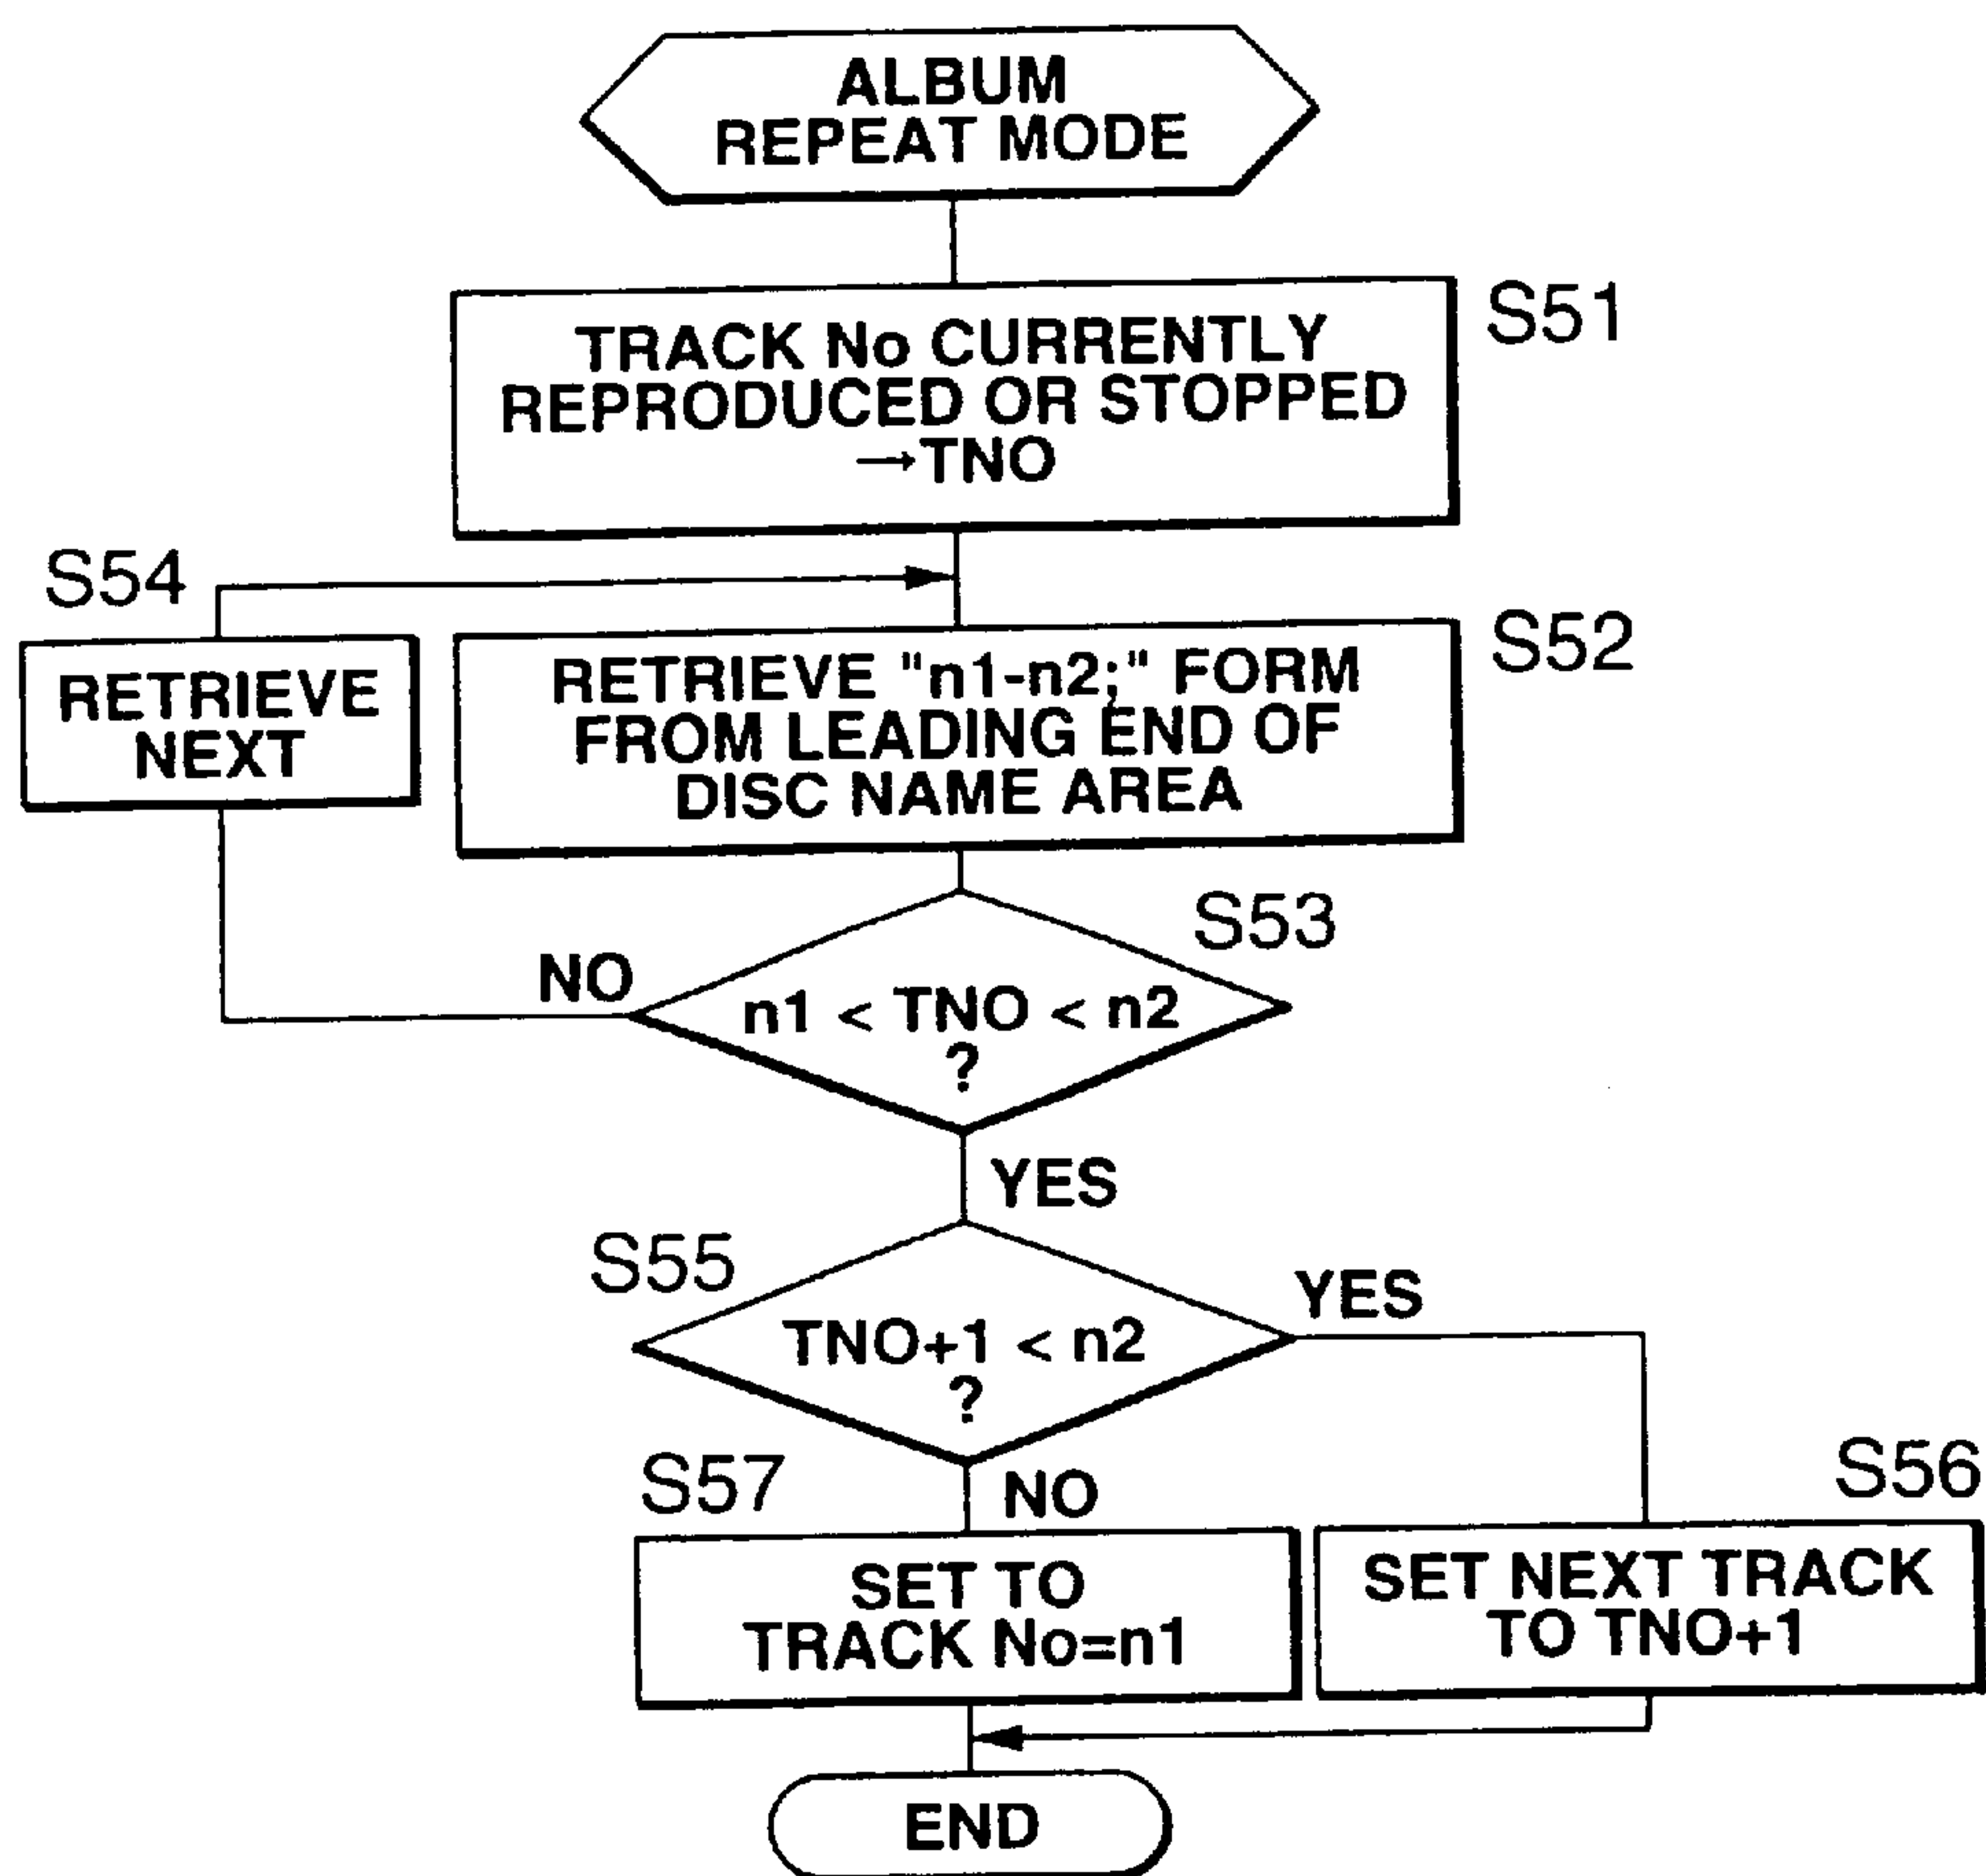 ALBUM
REPEAT MODE
S51
TRACK No CURRENTLY
REPRODUCED OR STOPPED
→TNO
S54
RETRIEVE
NEXT
S52
RETRIEVE "n1-n2;" FORM
FROM LEADING END OF
DISC NAME AREA
S53
NO
n1 < TNO < n2
?
YES
S55
YES
TNO+1 < n2
?
S57
NO
S56
SET TO
TRACK No=n1
SET NEXT TRACK
TO TNO+1
END